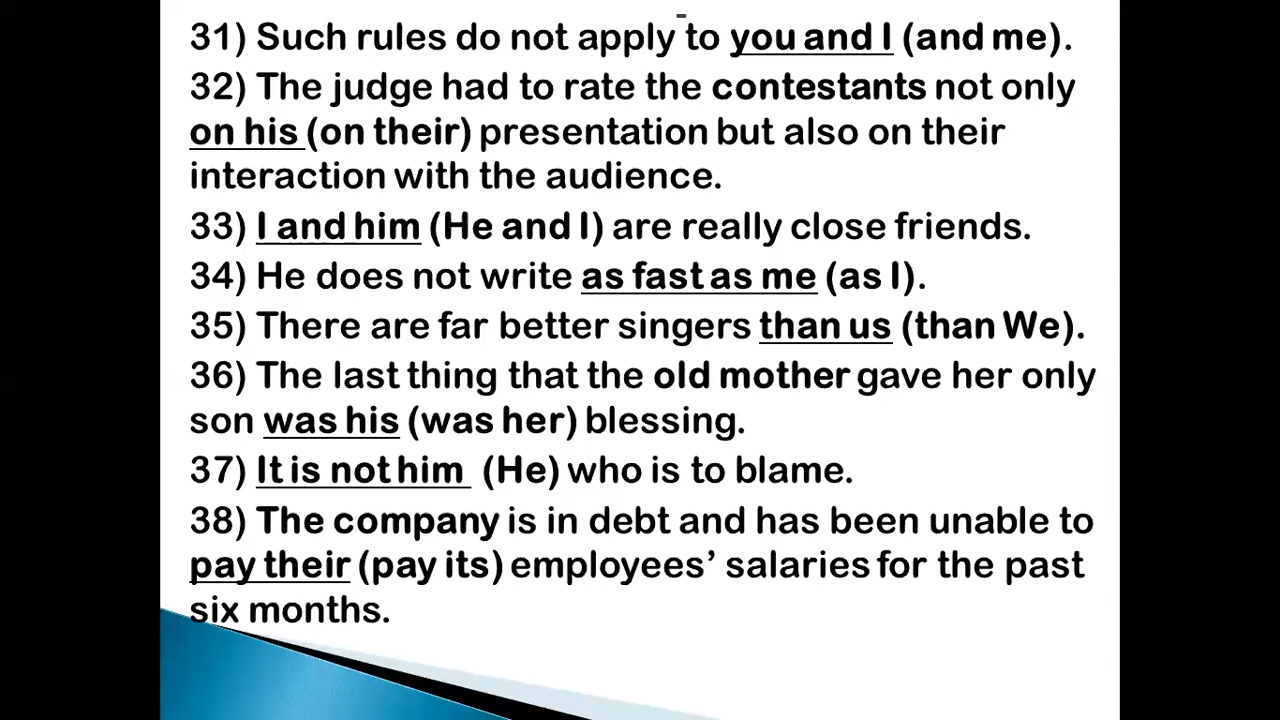 31) Such rules do not apply to you and I (and me).
32) The judge had to rate the contestants not only
on his (on their) presentation but also on their
interaction with the audience.
33) I and him (He and I) are really close friends.
34) He does not write as fast as me (as I).
35) There are far better singers than us (than We).
36) The last thing that the old mother gave her only
son was his (was her) blessing.
37) It is not him (He) who is to blame.
38) The company is in debt and has been unable to
pay their (pay its) employees’ salaries for the past
six months.